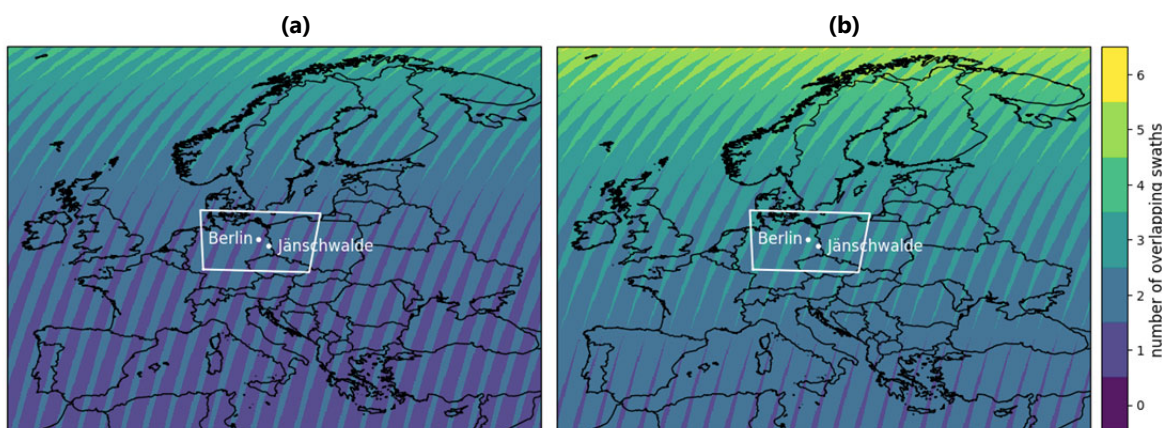 (a)
(b)
Berlin
Jänschwalde
Berlin
Jänschwalde
6
5
4
3
2
1
0
number of overlapping swaths